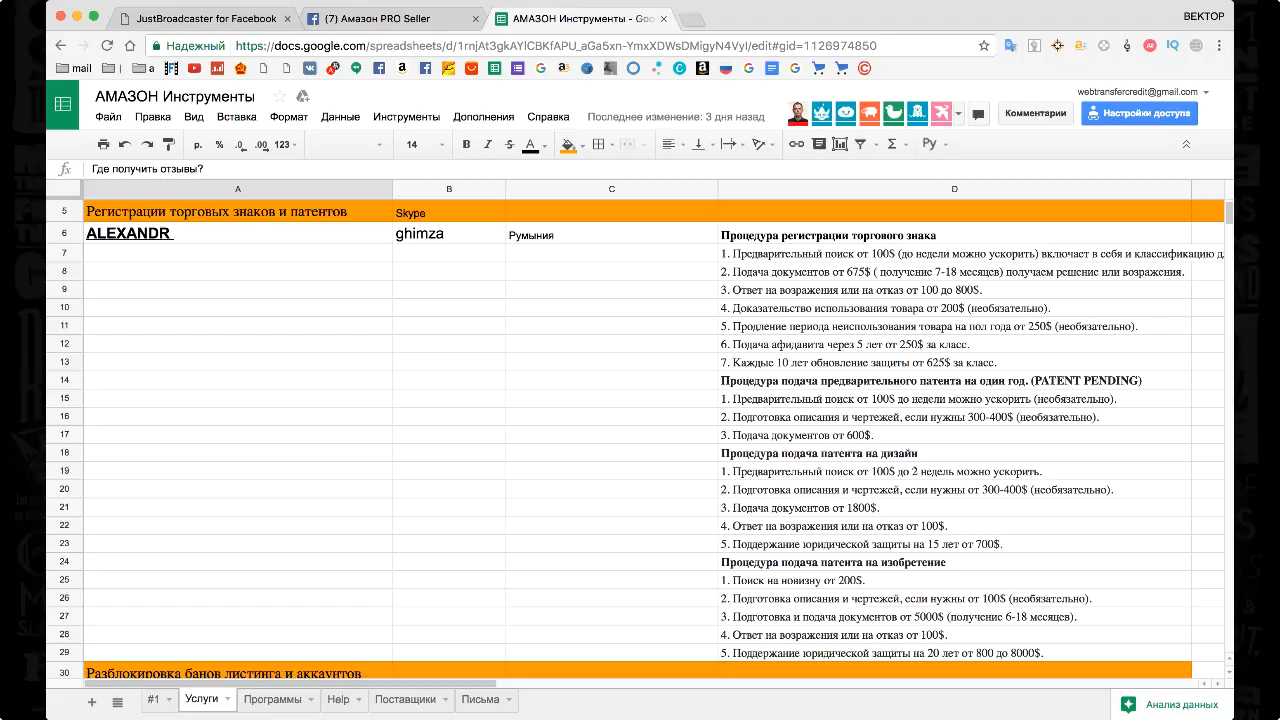 JustBroadcaster for Facebook
(7) Амазон PRO Seller
АМАЗОН Инструменты - Goo
ВЕКТОР
Надежный
https://docs.google.com/spreadsheets/d/1rnjAt3gkAYlCBKfAPU_aGa5xn-YmxXDWsDMigyN4VyI/edit#gid=1126974850
mail
a
АМАЗОН Инструменты
webtransfercredit@gmail.com
Файл Правка Вид Вставка Формат Данные Инструменты Дополнения Справка Последнее изменение: 3 дня назад
Комментарии
Настройки доступа
р. % .0 .00 123
14
B I S A
Σ
Ру
fx Где получить отзывы?
A B C D
5 Регистрации торговых знаков и патентов Skype
6 ALEXANDR ghimza Румыния Процедура регистрации торгового знака
7 1. Предварительный поиск от 100$ (до недели можно ускорить) включает в себя и классификацию д
8 2. Подача документов от 675$ ( получение 7-18 месяцев) получаем решение или возражения.
9 3. Ответ на возражения или на отказ от 100 до 800$.
10 4. Доказательство использования товара от 200$ (необязательно).
11 5. Продление периода неиспользования товара на пол года от 250$ (необязательно).
12 6. Подача афидавита через 5 лет от 250$ за класс.
13 7. Каждые 10 лет обновление защиты от 625$ за класс.
14 Процедура подача предварительного патента на один год. (PATENT PENDING)
15 1. Предварительный поиск от 100$ до недели можно ускорить (необязательно).
16 2. Подготовка описания и чертежей, если нужны 300-400$ (необязательно).
17 3. Подача документов от 600$.
18 Процедура подача патента на дизайн
19 1. Предварительный поиск от 100$ до 2 недель можно ускорить.
20 2. Подготовка описания и чертежей, если нужны от 300-400$ (необязательно).
21 3. Подача документов от 1800$.
22 4. Ответ на возражения или на отказ от 100$.
23 5. Поддержание юридической защиты на 15 лет от 700$.
24 Процедура подача патента на изобретение
25 1. Поиск на новизну от 200$.
26 2. Подготовка описания и чертежей, если нужны от 100$ (необязательно).
27 3. Подготовка и подача документов от 5000$ (получение 6-18 месяцев).
28 4. Ответ на возражения или на отказ от 100$.
29 5. Поддержание юридической защиты на 20 лет от 800 до 8000$.
30 Разблокировка банов листинга и аккаунтов
#1 Услуги Программы Help Поставщики Письма
Анализ данных